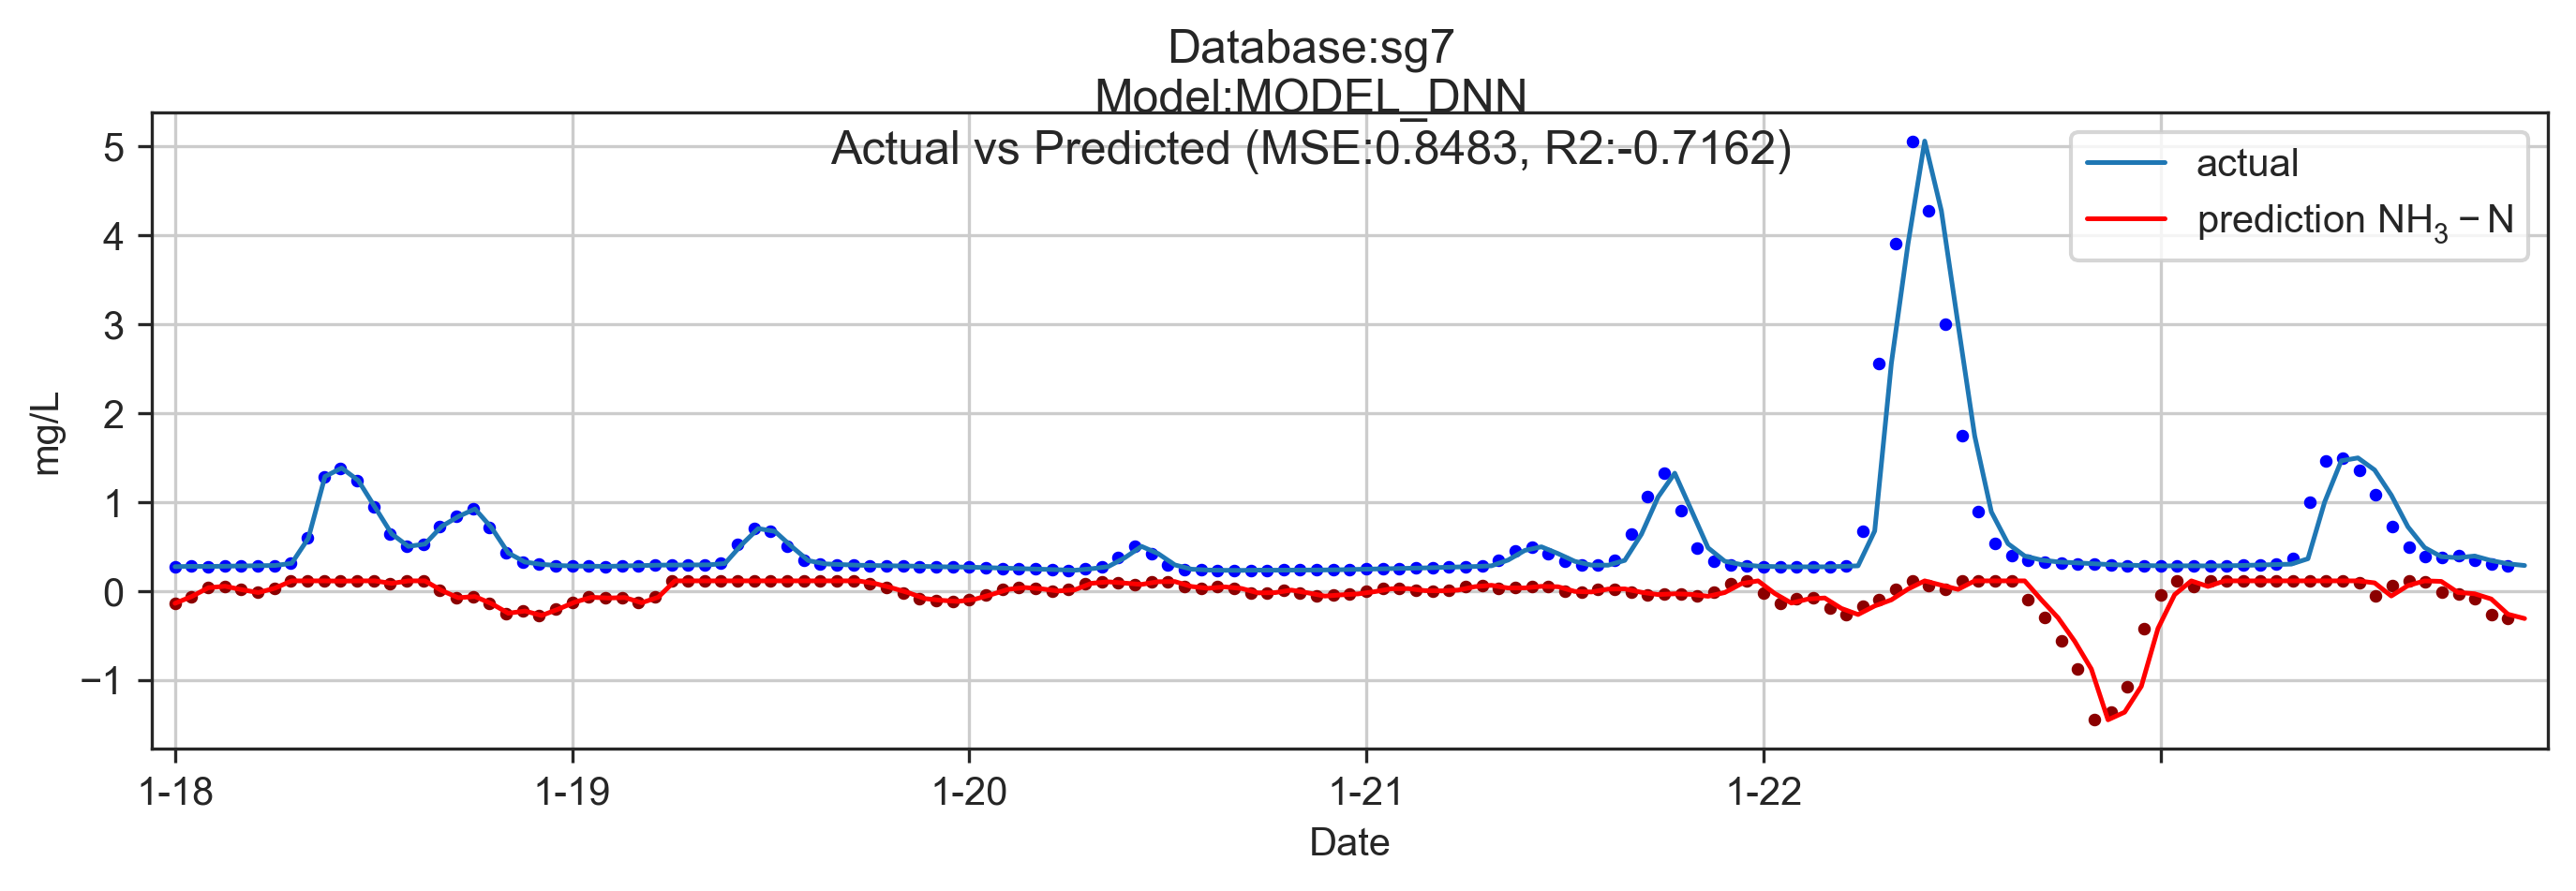 Database:sg7
Model:MODEL_DNN
Actual vs Predicted (MSE:0.8483, R2:-0.7162)
actual
prediction NH₃ − N
mg/L
5
4
3
2
1
0
−1
1-18 1-19 1-20 1-21 1-22
Date